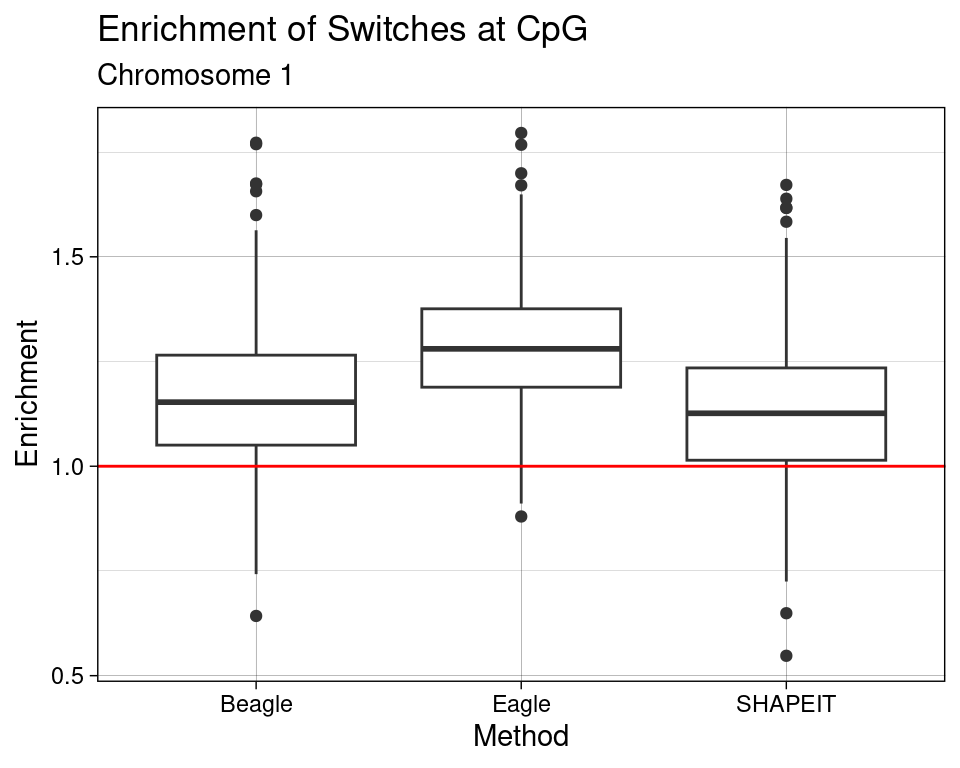 Enrichment of Switches at CpG
Chromosome 1
Enrichment
1.5
1.0
0.5
Beagle
Eagle
SHAPEIT
Method